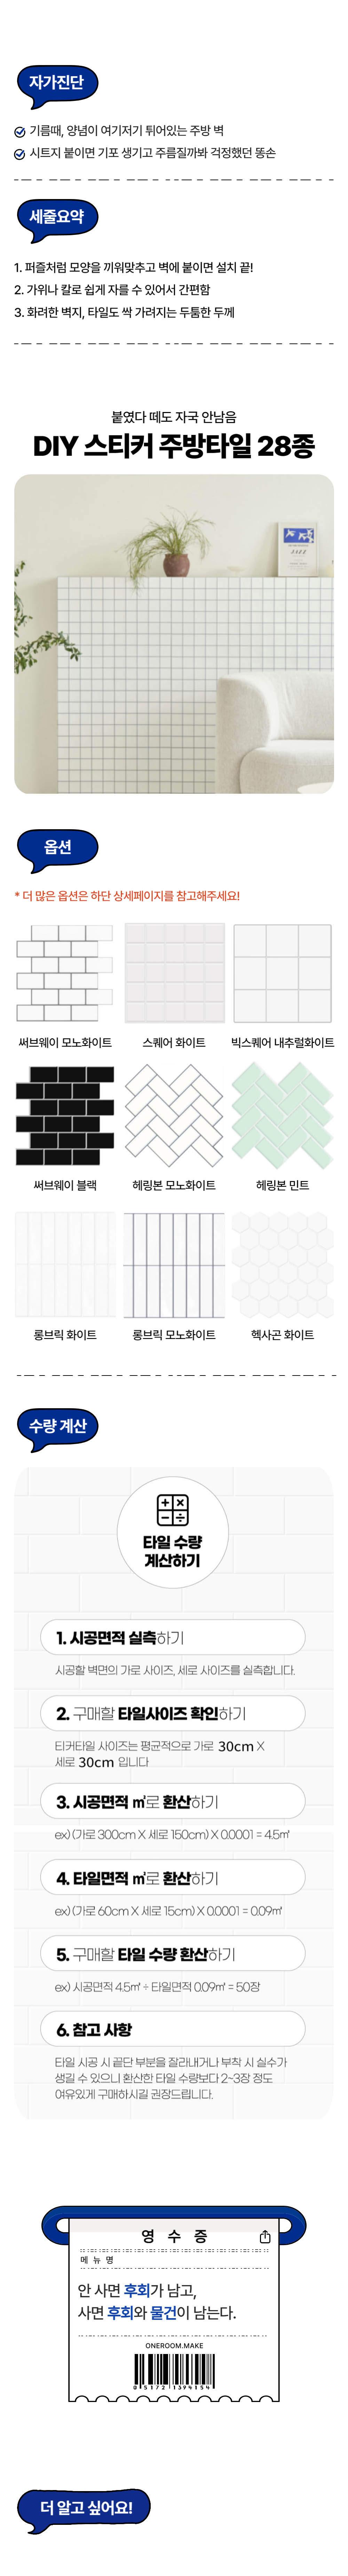 자가진단
기름때, 양념이 여기저기 튀어있는 주방 벽
시트지 붙이면 기포 생기고 주름질까봐 걱정했던 똥손
세줄요약
1. 퍼즐처럼 모양을 끼워맞추고 벽에 붙이면 설치 끝!
2. 가위나 칼로 쉽게 자를 수 있어서 간편함
3. 화려한 벽지, 타일도 싹 가려지는 두툼한 두께
붙였다 떼도 자국 안남음
DIY 스티커 주방타일 28종
JAZZ
옵션
* 더 많은 옵션은 하단 상세페이지를 참고해주세요!
써브웨이 모노화이트 스퀘어 화이트 빅스퀘어 내추럴화이트
써브웨이 블랙 헤링본 모노화이트 헤링본 민트
롱브릭 화이트 롱브릭 모노화이트 헥사곤 화이트
수량 계산
타일 수량
계산하기
1. 시공면적 실측하기
시공할 벽면의 가로 사이즈, 세로 사이즈를 실측합니다.
2. 구매할 타일사이즈 확인하기
티커타일 사이즈는 평균적으로 가로 30cm X
세로 30cm 입니다
3. 시공면적 ㎡로 환산하기
ex) (가로 300cm X 세로 150cm) X 0.0001 = 4.5㎡
4. 타일면적 ㎡로 환산하기
ex) (가로 60cm X 세로 15cm) X 0.0001 = 0.09㎡
5. 구매할 타일 수량 환산하기
ex) 시공면적 4.5㎡ ÷ 타일면적 0.09㎡ = 50장
6. 참고 사항
타일 시공 시 끝단 부분을 잘라내거나 부착 시 실수가
생길 수 있으니 환산한 타일 수량보다 2~3장 정도
여유있게 구매하시길 권장드립니다.
영 수 증
메 뉴 명
안 사면 후회가 남고,
사면 후회와 물건이 남는다.
ONEROOM.MAKE
0 5172 1394154
더 알고 싶어요!